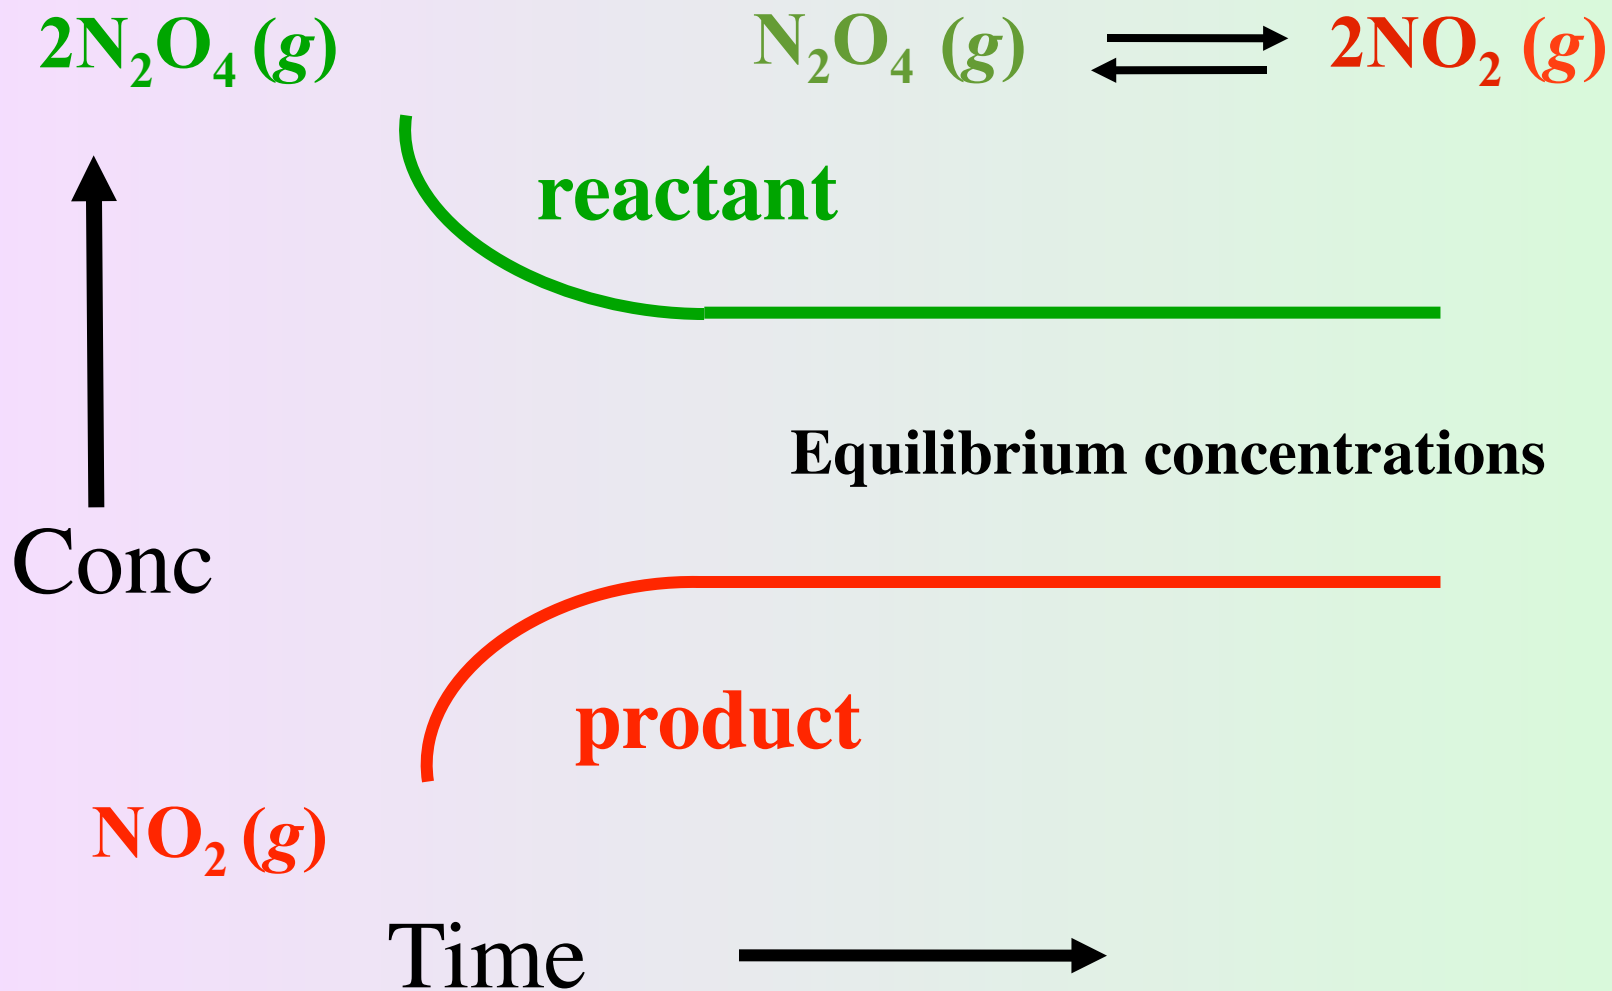 2N₂O₄ (g)
N₂O₄ (g) ⇌ 2NO₂ (g)
reactant
Equilibrium concentrations
Conc
product
NO₂ (g)
Time